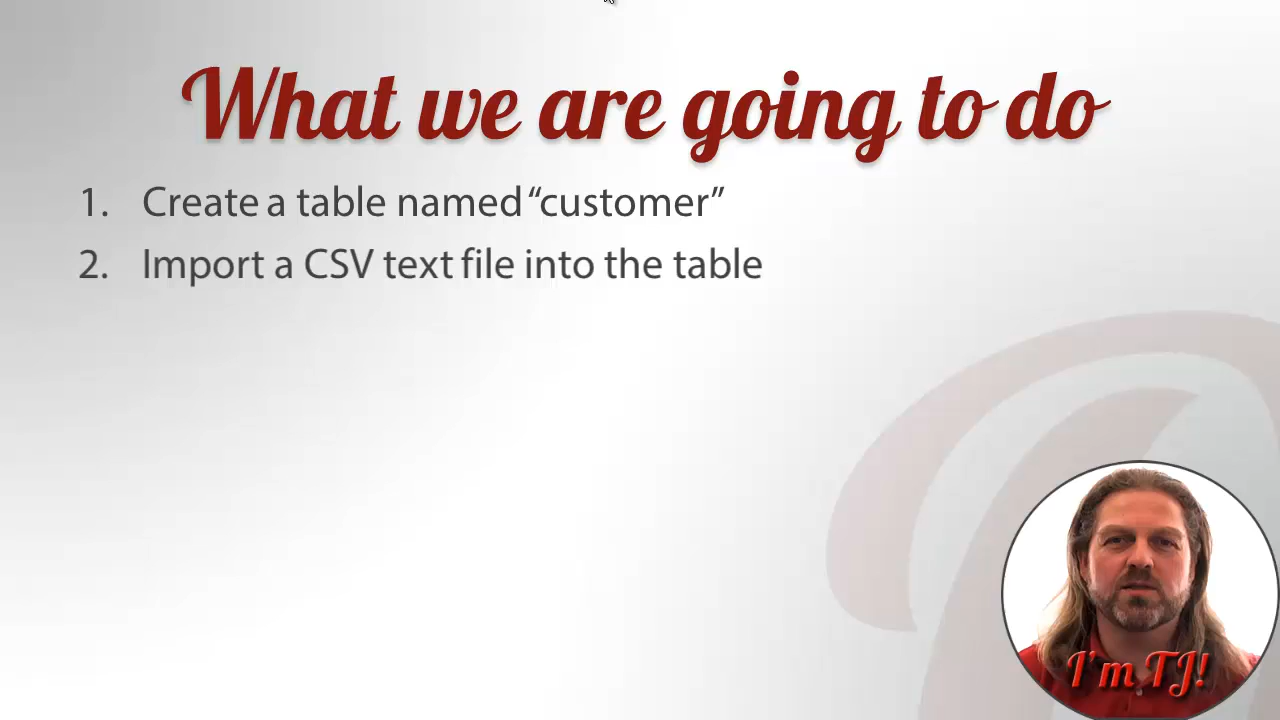 What we are going to do
1. Create a table named “customer”
2. Import a CSV text file into the table
I'm TJ!